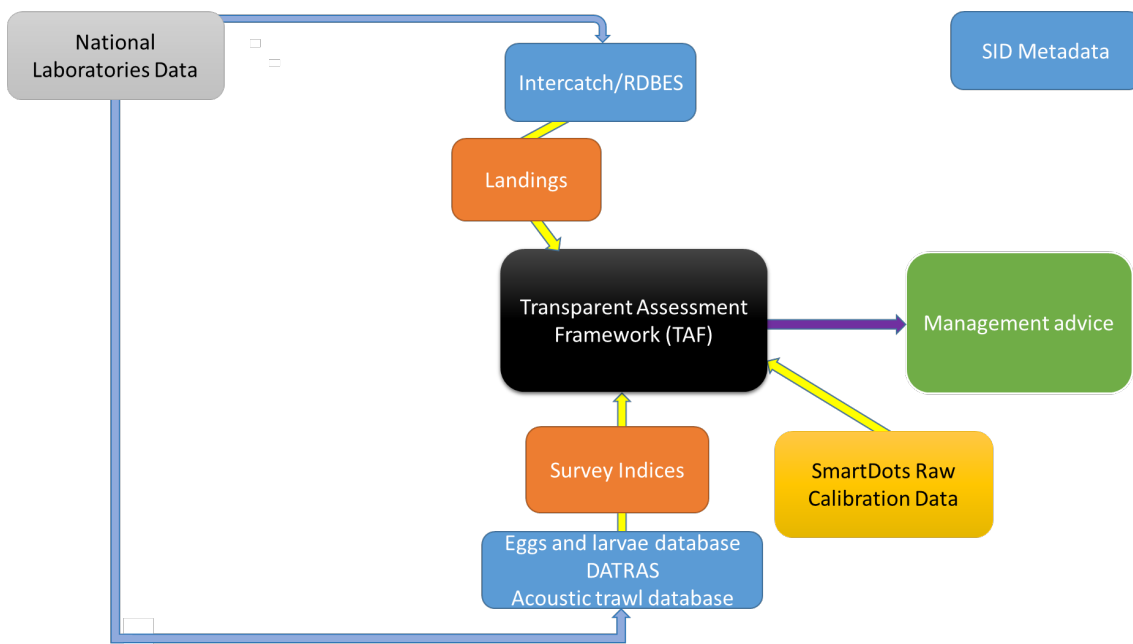 National
Laboratories Data
Intercatch/RDBES
SID Metadata
Landings
Transparent Assessment
Framework (TAF)
Management advice
Survey Indices
SmartDots Raw
Calibration Data
Eggs and larvae database
DATRAS
Acoustic trawl database